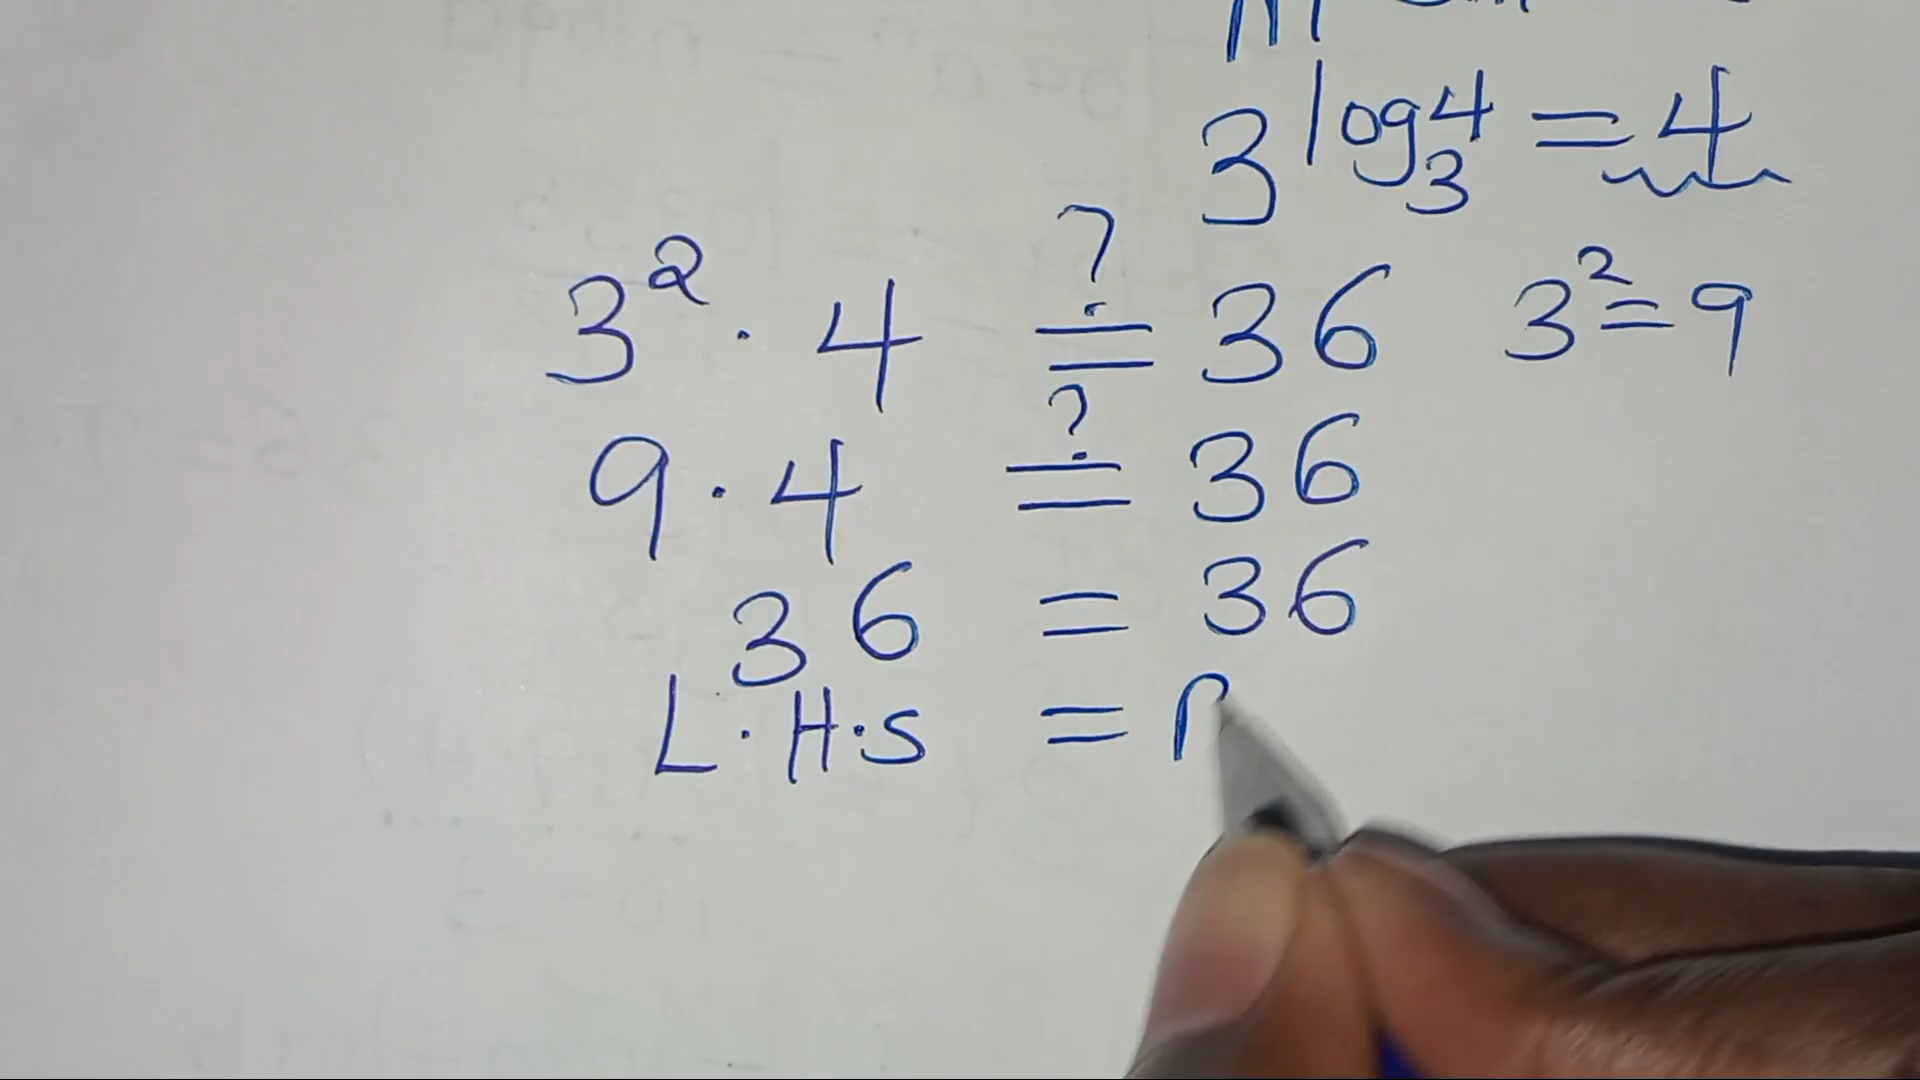 3^log₃4 = 4
3² · 4 ≟ 36 3² = 9
9 · 4 ≟ 36
36 = 36
L.H.S =